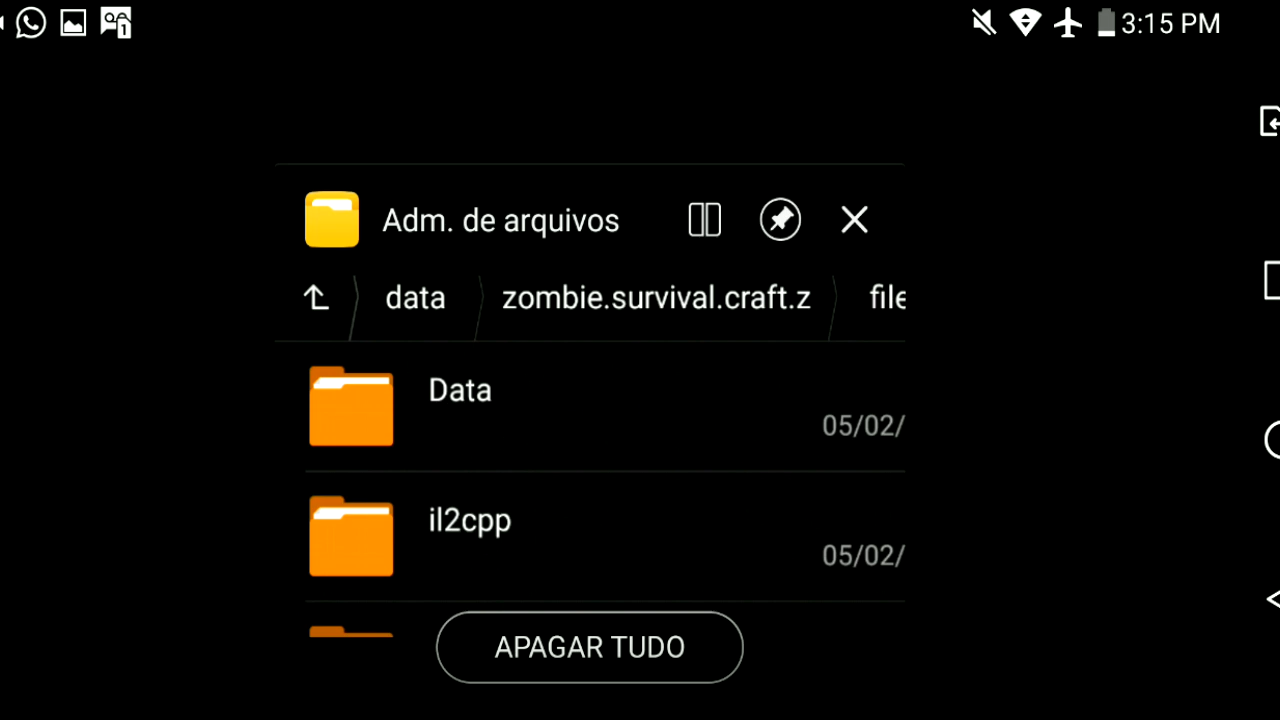 1
3:15 PM
Adm. de arquivos
data
zombie.survival.craft.z
file
Data
05/02/
il2cpp
05/02/
APAGAR TUDO